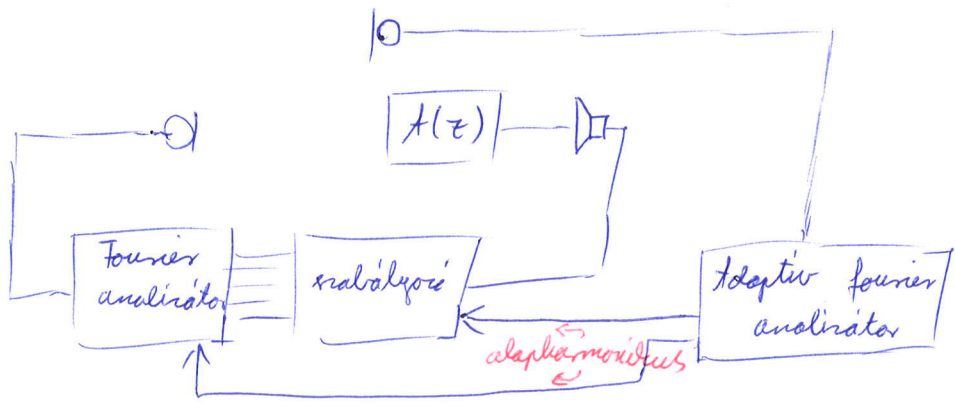 A(z)
Fourier
analizátor
szabályozó
Adaptív fourier
analizátor
alapharmonikus